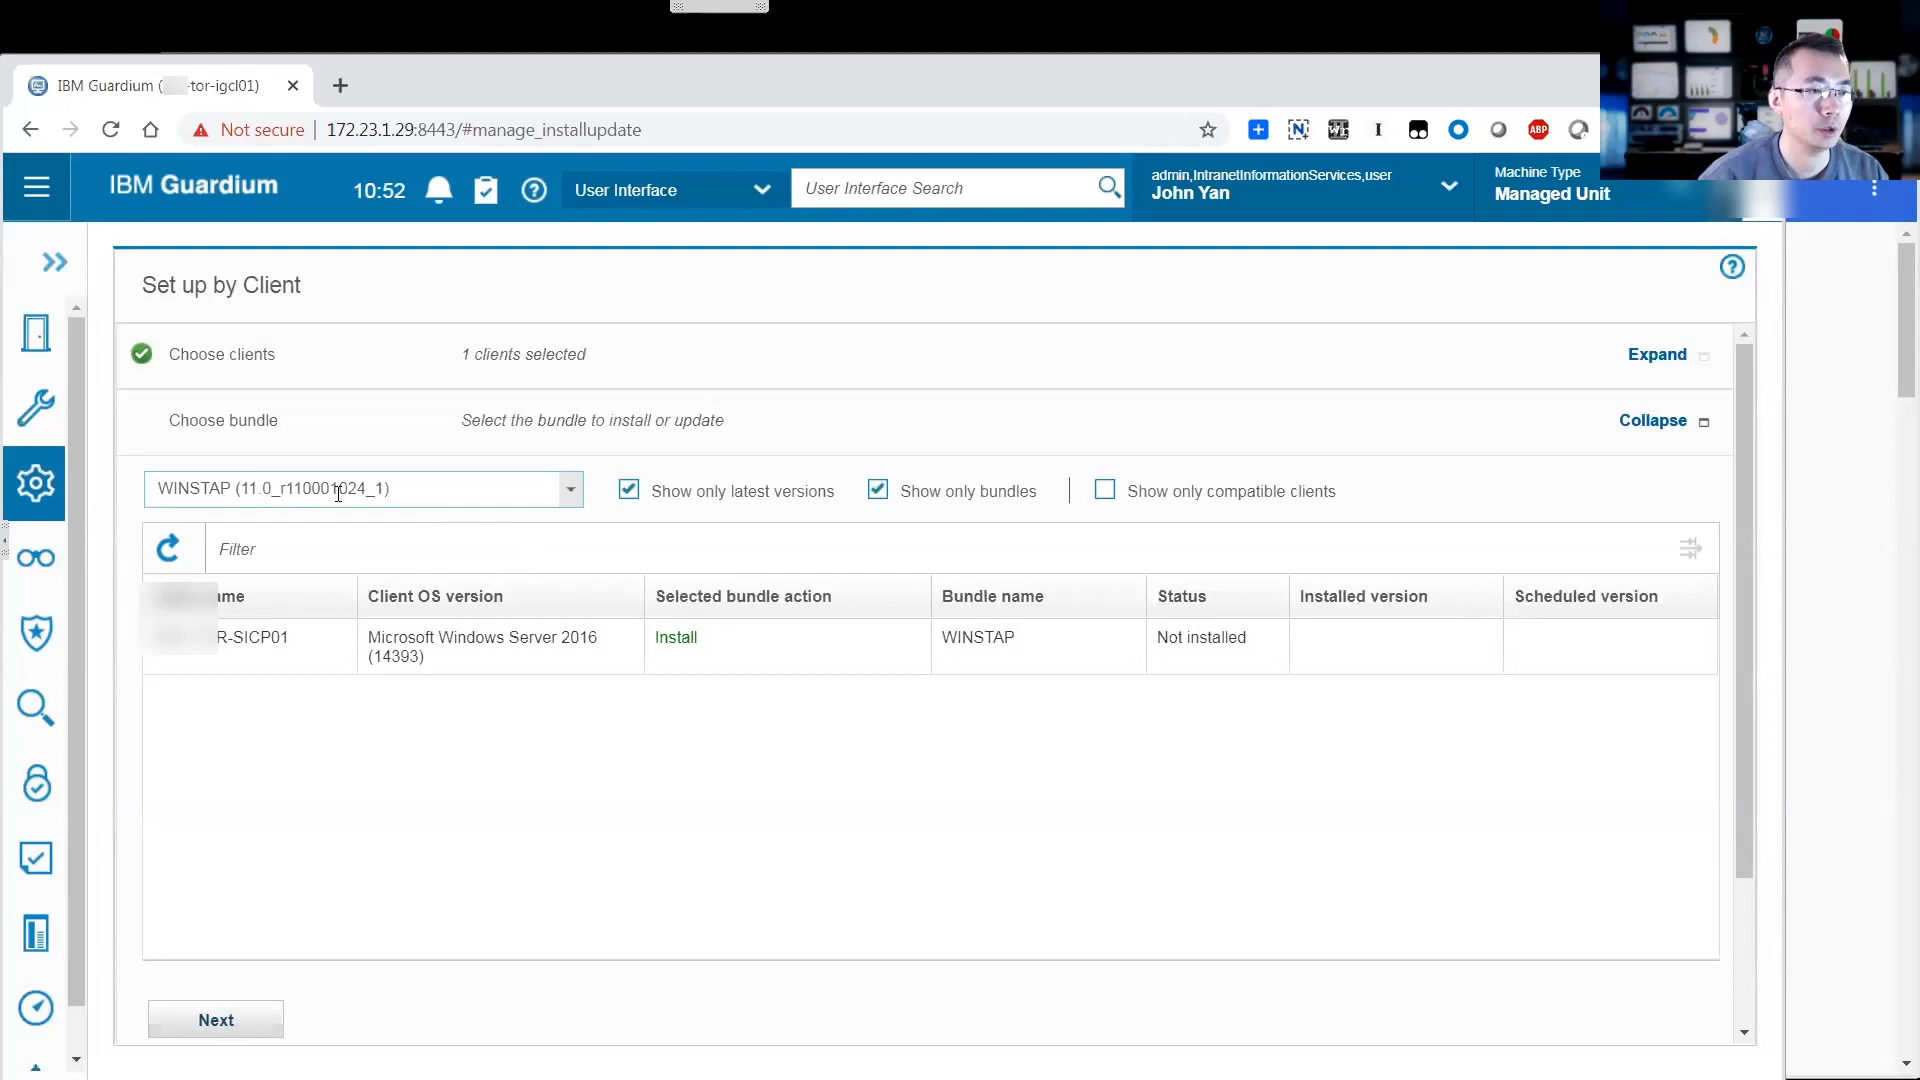 IBM Guardium (
-tor-igcl01)
Not secure
172.23.1.29:8443/#manage_installupdate
ABP
IBM Guardium
10:52
User Interface
User Interface Search
admin,IntranetInformationServices,user
John Yan
Machine Type
Managed Unit
Set up by Client
Choose clients
1 clients selected
Expand
Choose bundle
Select the bundle to install or update
Collapse
WINSTAP (11.0_r110001024_1)
Show only latest versions
Show only bundles
Show only compatible clients
Filter
Client OS version
Selected bundle action
Bundle name
Status
Installed version
Scheduled version
R-SICP01
Microsoft Windows Server 2016
(14393)
Install
WINSTAP
Not installed
Next